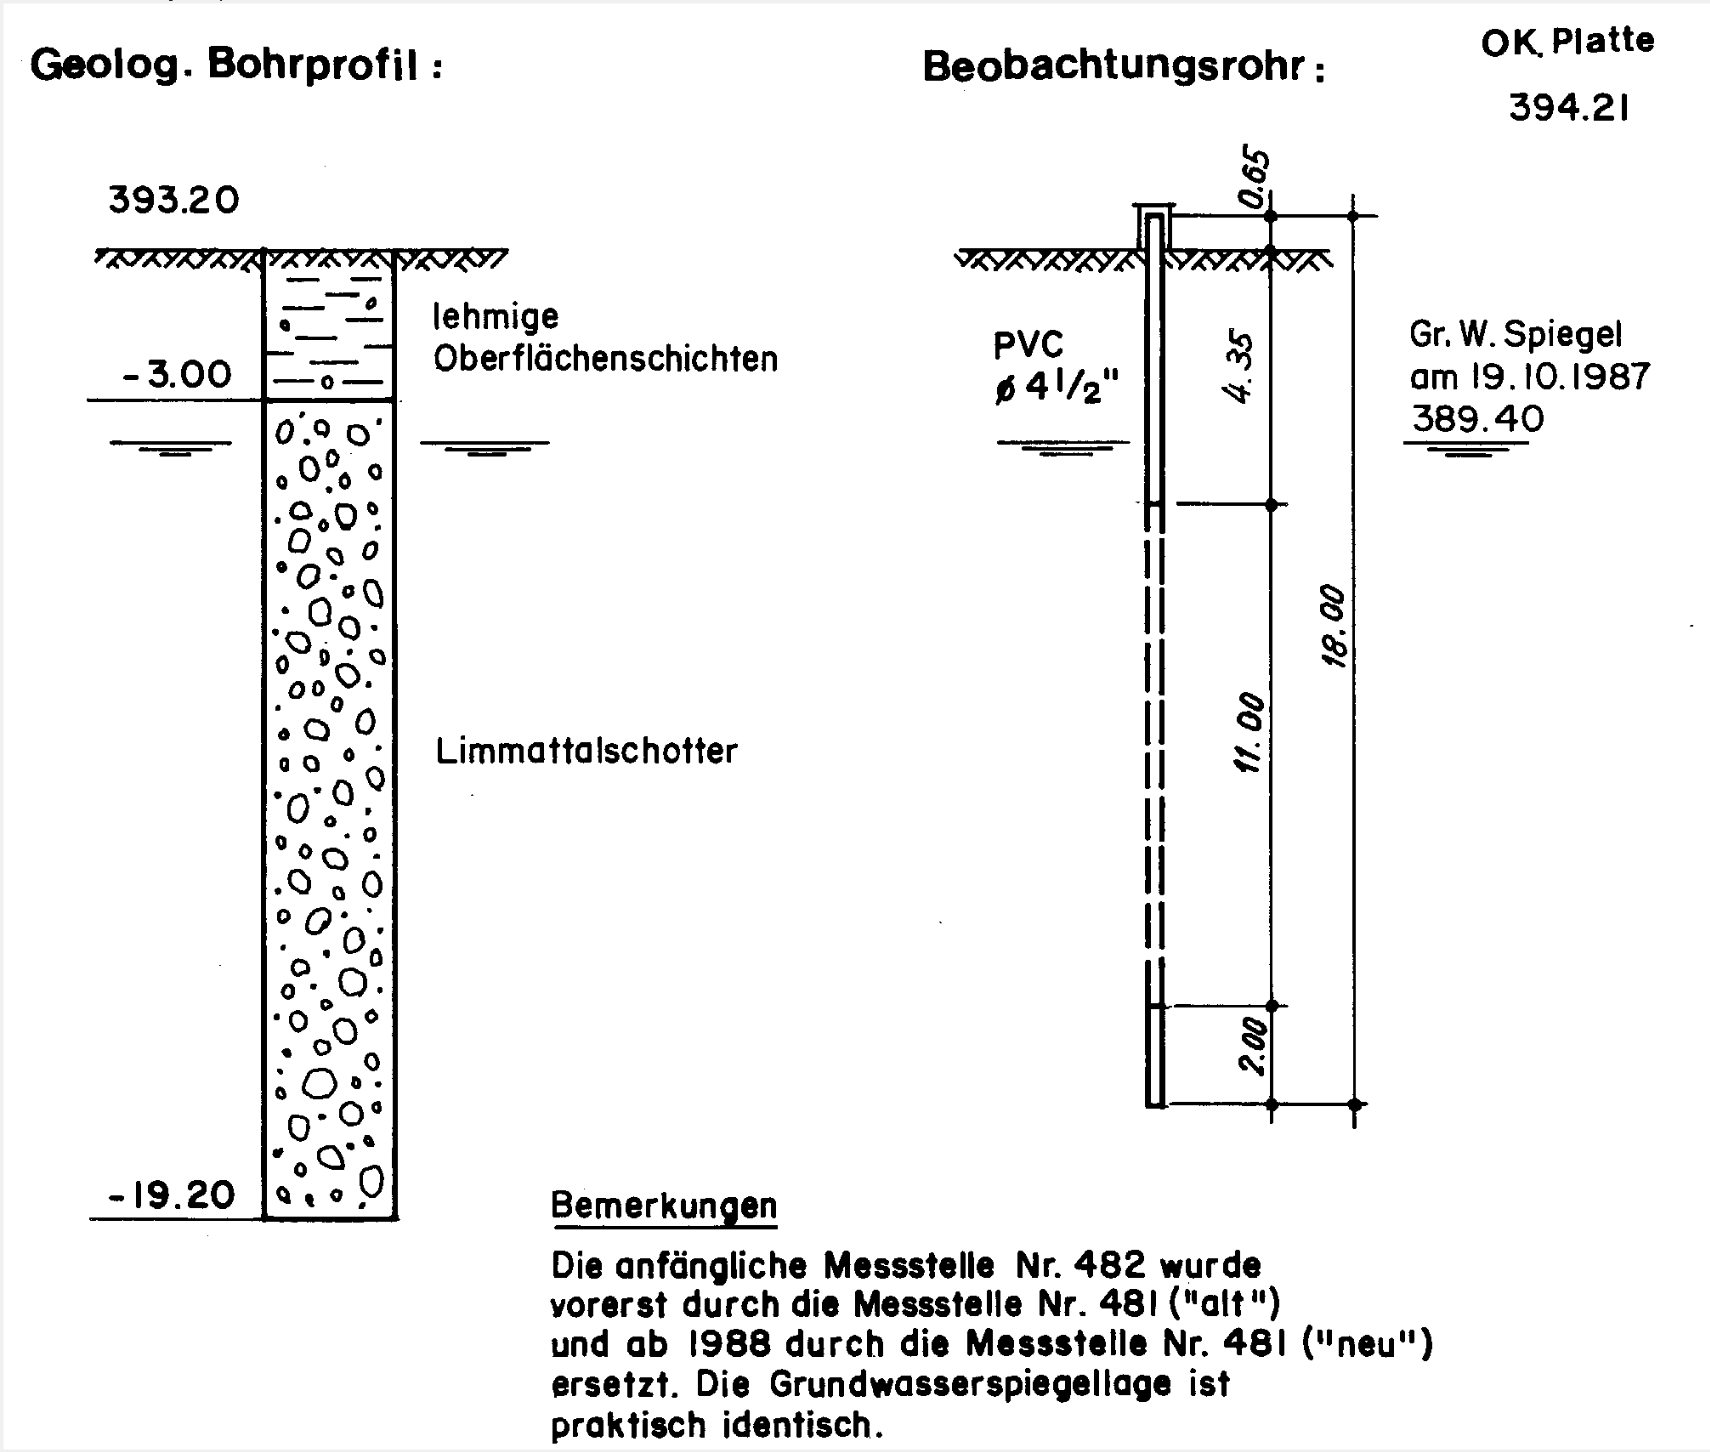 Geolog. Bohrprofil :
393.20
lehmige
Oberflächenschichten
-3.00
Limmattalschotter
-19.20
Beobachtungsrohr :
OK. Platte
394.21
0.65
PVC
ø 4 1/2"
4.35
Gr. W. Spiegel
am 19.10.1987
389.40
11.00
18.00
2.00
Bemerkungen
Die anfängliche Messstelle Nr. 482 wurde
vorerst durch die Messstelle Nr. 481 ("alt")
und ab 1988 durch die Messstelle Nr. 481 ("neu")
ersetzt. Die Grundwasserspiegellage ist
praktisch identisch.